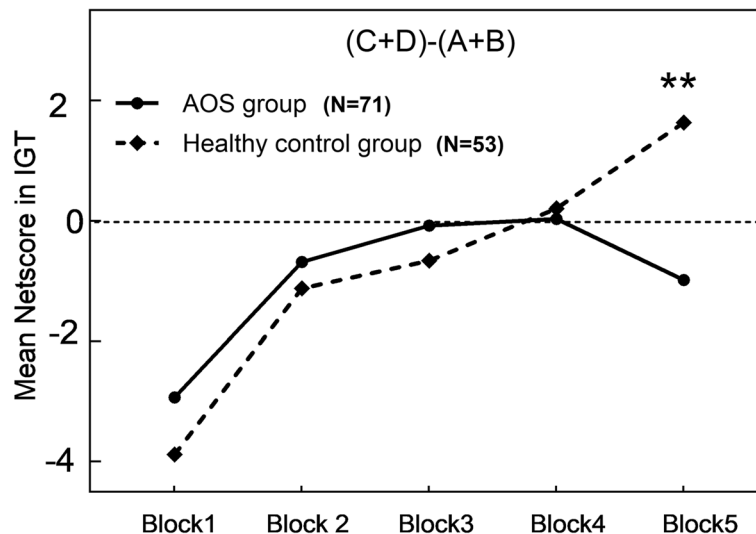 (C+D)-(A+B)
**
AOS group (N=71)
Healthy control group (N=53)
Mean Netscore in IGT
2
0
-2
-4
Block1 Block 2 Block3 Block4 Block5